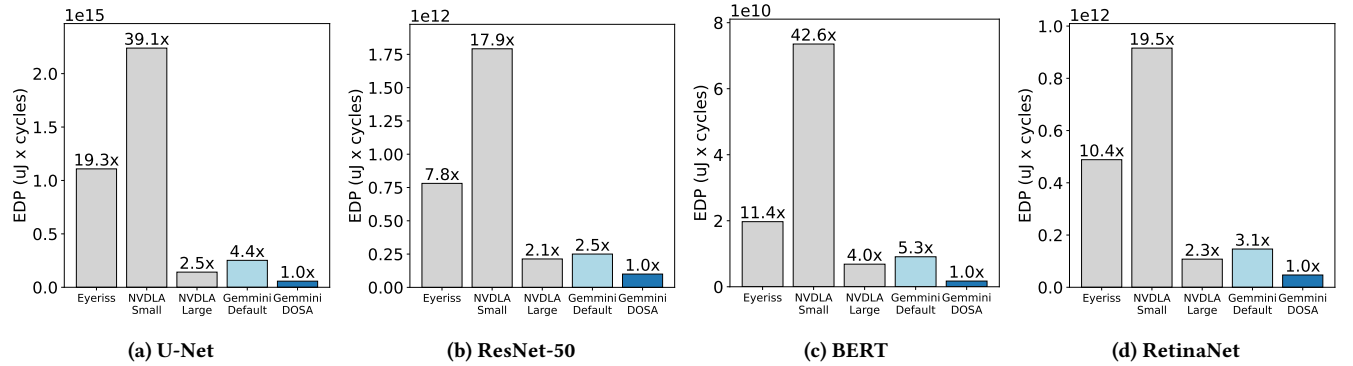 1e15
EDP (uJ x cycles)
2.0
1.5
1.0
0.5
0.0
19.3x
39.1x
2.5x
4.4x
1.0x
Eyeriss
NVDLA
Small
NVDLA
Large
Gemmini
Default
Gemmini
DOSA
(a) U-Net
1e12
EDP (uJ x cycles)
1.75
1.50
1.25
1.00
0.75
0.50
0.25
0.00
7.8x
17.9x
2.1x
2.5x
1.0x
Eyeriss
NVDLA
Small
NVDLA
Large
Gemmini
Default
Gemmini
DOSA
(b) ResNet-50
1e10
EDP (uJ x cycles)
8
6
4
2
0
11.4x
42.6x
4.0x
5.3x
1.0x
Eyeriss
NVDLA
Small
NVDLA
Large
Gemmini
Default
Gemmini
DOSA
(c) BERT
1e12
EDP (uJ x cycles)
1.0
0.8
0.6
0.4
0.2
0.0
10.4x
19.5x
2.3x
3.1x
1.0x
Eyeriss
NVDLA
Small
NVDLA
Large
Gemmini
Default
Gemmini
DOSA
(d) RetinaNet